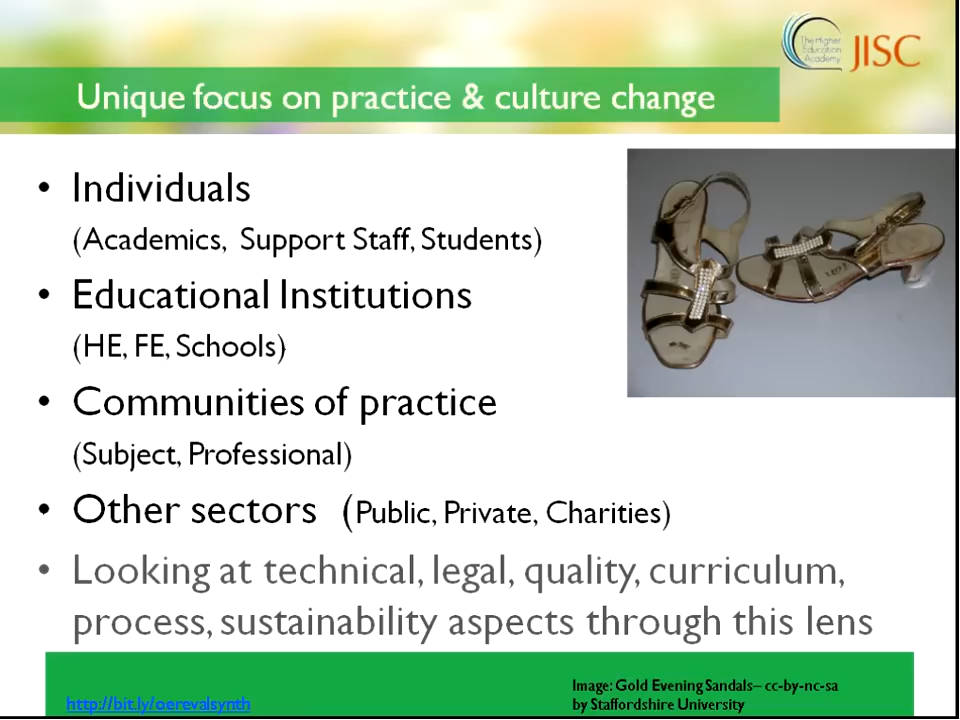 The Higher
Education
Academy
JISC
Unique focus on practice & culture change
• Individuals
(Academics, Support Staff, Students)
• Educational Institutions
(HE, FE, Schools)
• Communities of practice
(Subject, Professional)
• Other sectors (Public, Private, Charities)
• Looking at technical, legal, quality, curriculum,
process, sustainability aspects through this lens
http://bit.ly/oerevalsynth
Image: Gold Evening Sandals– cc-by-nc-sa
by Staffordshire University